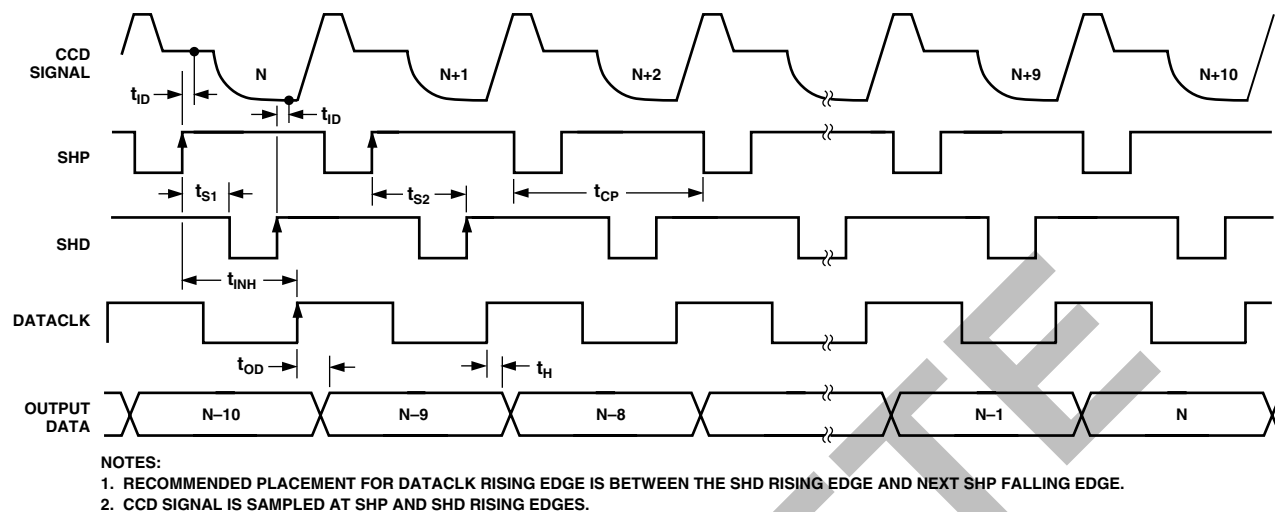 CCD
SIGNAL
N
N+1
N+2
N+9
N+10
tID
tID
SHP
tS1
tS2
tCP
SHD
tINH
DATACLK
tOD
tH
OUTPUT
DATA
N–10
N–9
N–8
N–1
N
NOTES:
1. RECOMMENDED PLACEMENT FOR DATACLK RISING EDGE IS BETWEEN THE SHD RISING EDGE AND NEXT SHP FALLING EDGE.
2. CCD SIGNAL IS SAMPLED AT SHP AND SHD RISING EDGES.
TE